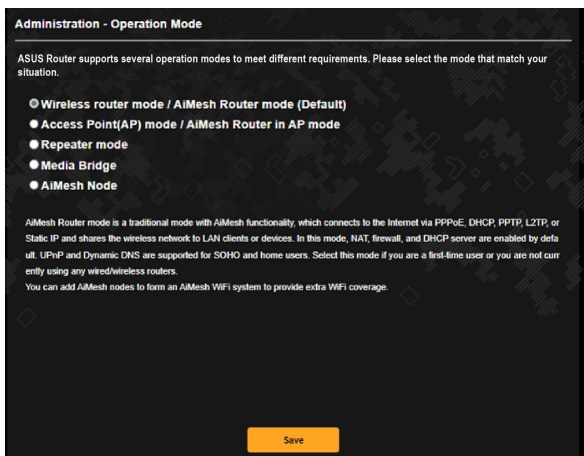 Administration - Operation Mode
ASUS Router supports several operation modes to meet different requirements. Please select the mode that match your
situation.
Wireless router mode / AiMesh Router mode (Default)
Access Point(AP) mode / AiMesh Router in AP mode
Repeater mode
Media Bridge
AiMesh Node
AiMesh Router mode is a traditional mode with AiMesh functionality, which connects to the Internet via PPPoE, DHCP, PPTP, L2TP, or
Static IP and shares the wireless network to LAN clients or devices. In this mode, NAT, firewall, and DHCP server are enabled by defa
ult. UPnP and Dynamic DNS are supported for SOHO and home users. Select this mode if you are a first-time user or you are not curr
ently using any wired/wireless routers.
You can add AiMesh nodes to form an AiMesh WiFi system to provide extra WiFi coverage.
Save